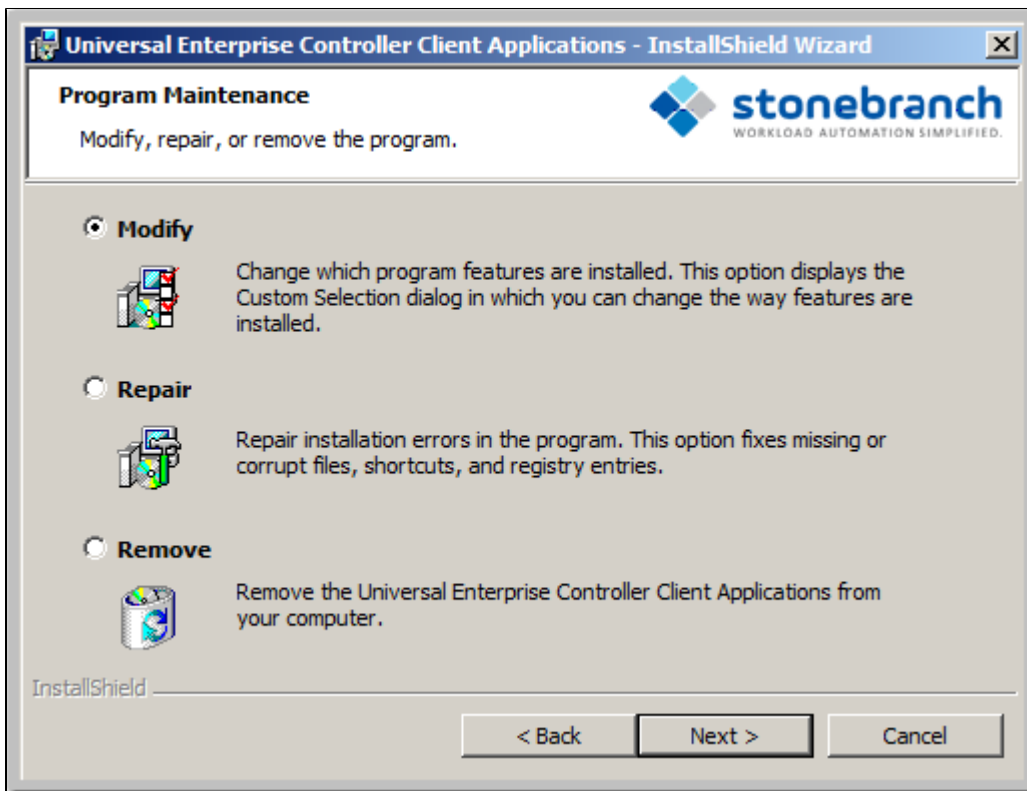 Universal Enterprise Controller Client Applications - InstallShield Wizard
Program Maintenance
Modify, repair, or remove the program.
stonebranch
WORKLOAD AUTOMATION SIMPLIFIED.
Modify
Change which program features are installed. This option displays the
Custom Selection dialog in which you can change the way features are
installed.
Repair
Repair installation errors in the program. This option fixes missing or
corrupt files, shortcuts, and registry entries.
Remove
Remove the Universal Enterprise Controller Client Applications from
your computer.
InstallShield
< Back
Next >
Cancel